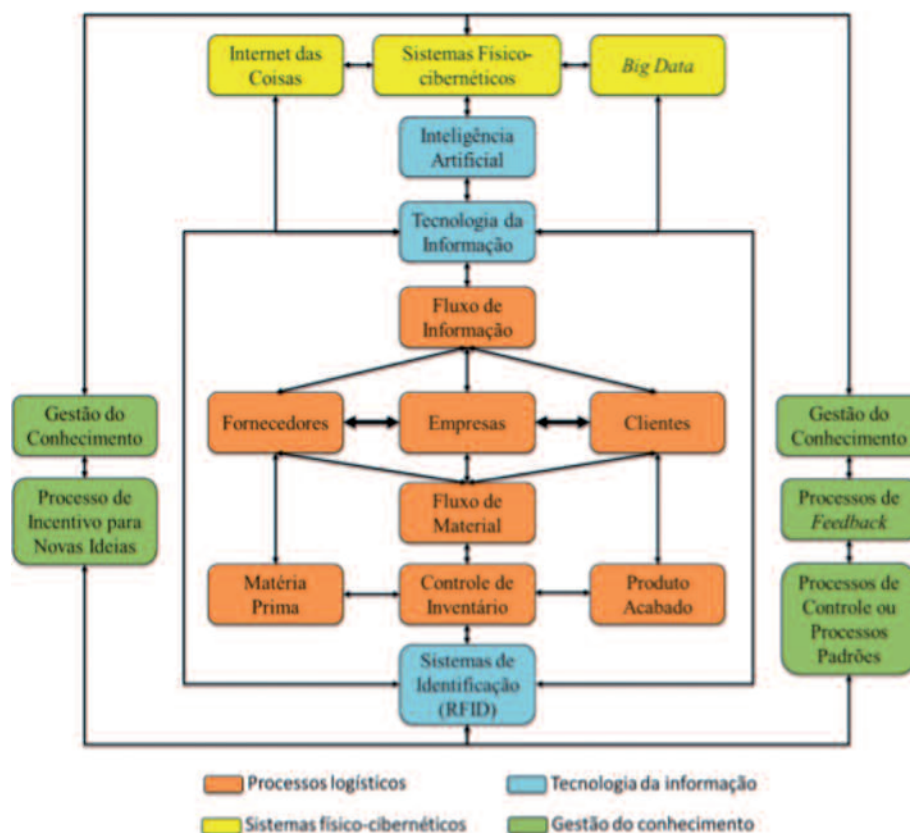 Internet das
Coisas
Sistemas Físico-
cibernéticos
Big Data
Inteligência
Artificial
Tecnologia da
Informação
Fluxo de
Informação
Fornecedores
Empresas
Clientes
Gestão do
Conhecimento
Gestão do
Conhecimento
Processo de
Incentivo para
Novas Ideias
Fluxo de
Material
Processos de
Feedback
Matéria
Prima
Controle de
Inventário
Produto
Acabado
Processos de
Controle ou
Processos
Padrões
Sistemas de
Identificação
(RFID)
Processos logísticos
Tecnologia da informação
Sistemas físico-cibernéticos
Gestão do conhecimento